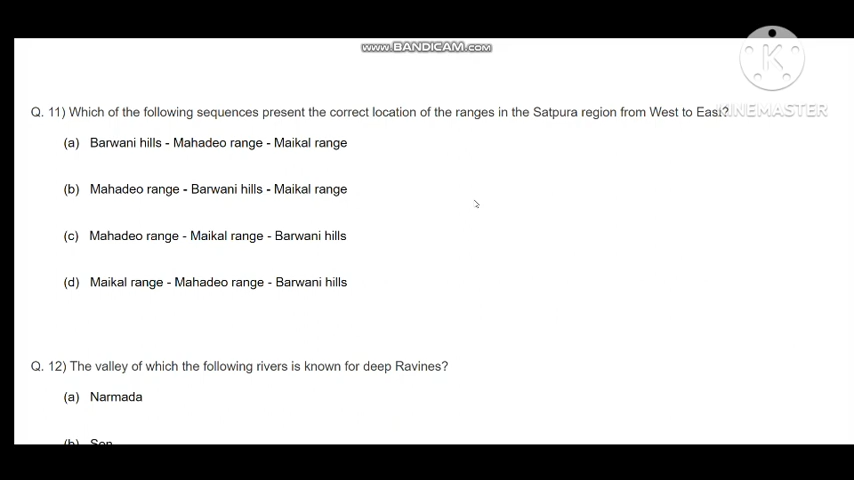 www.BANDICAM.com
K
KINEMASTER
Q. 11) Which of the following sequences present the correct location of the ranges in the Satpura region from West to East?
(a) Barwani hills - Mahadeo range - Maikal range
(b) Mahadeo range - Barwani hills - Maikal range
(c) Mahadeo range - Maikal range - Barwani hills
(d) Maikal range - Mahadeo range - Barwani hills
Q. 12) The valley of which the following rivers is known for deep Ravines?
(a) Narmada
(b) Son